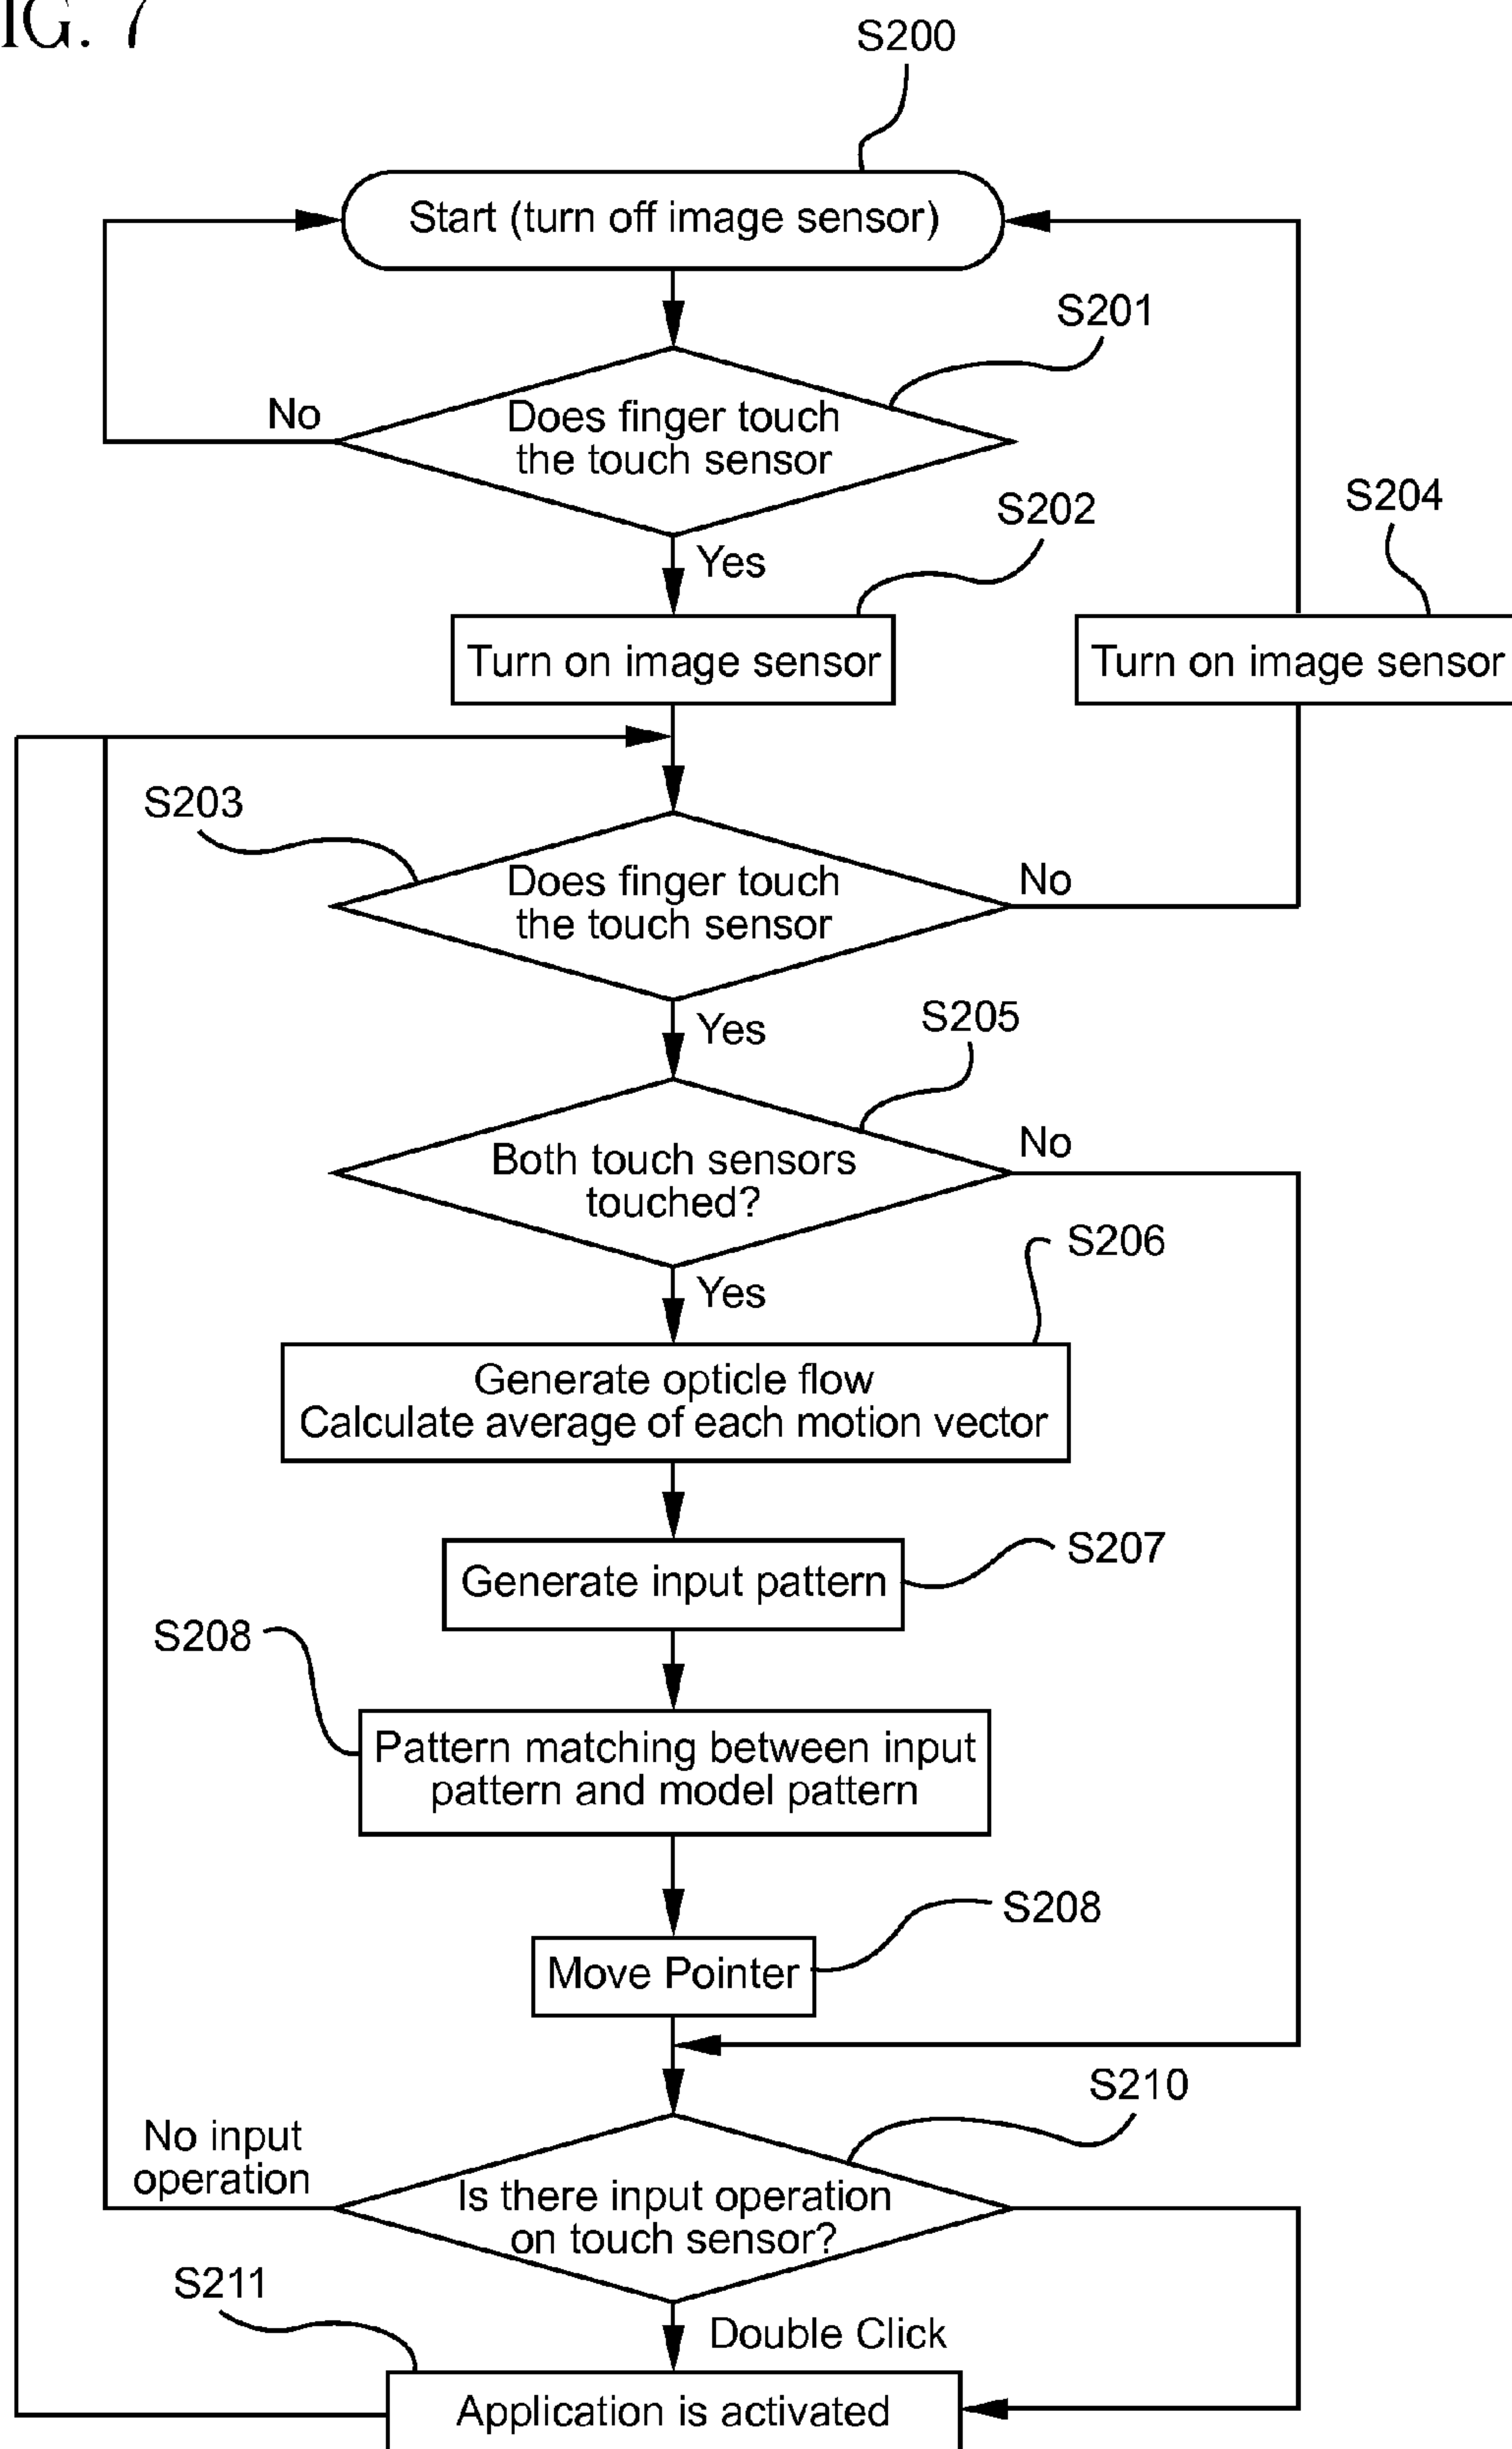 IG. 7
S200
Start (turn off image sensor)
S201
No
Does finger touch
the touch sensor
S202
S204
Yes
Turn on image sensor
Turn on image sensor
S203
Does finger touch
the touch sensor
No
Yes
S205
Both touch sensors
touched?
No
S206
Yes
Generate opticle flow
Calculate average of each motion vector
S207
Generate input pattern
S208
Pattern matching between input
pattern and model pattern
S208
Move Pointer
S210
No input
operation
Is there input operation
on touch sensor?
S211
Double Click
Application is activated